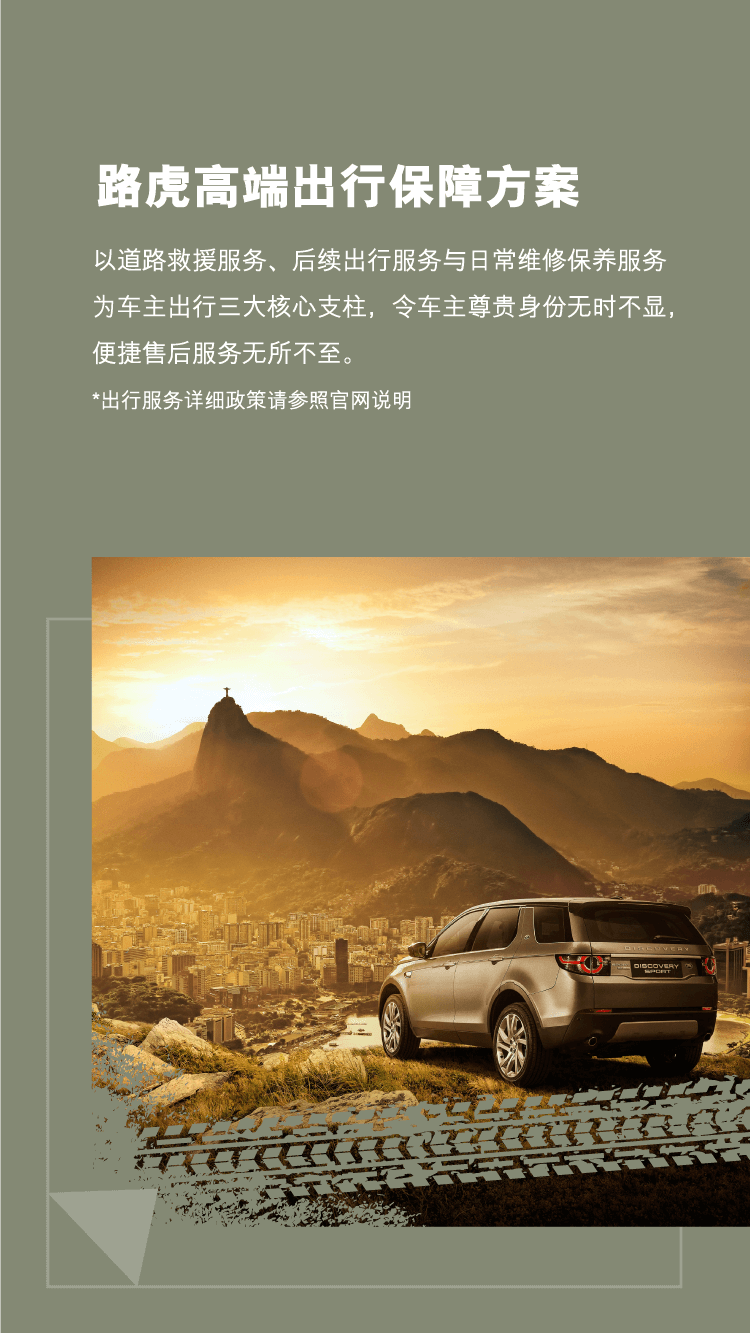 路虎高端出行保障方案
以道路救援服务、后续出行服务与日常维修保养服务
为车主出行三大核心支柱，令车主尊贵身份无时不显，
便捷售后服务无所不至。
*出行服务详细政策请参照官网说明
DISCOVERY
DISCOVERY
SPORT